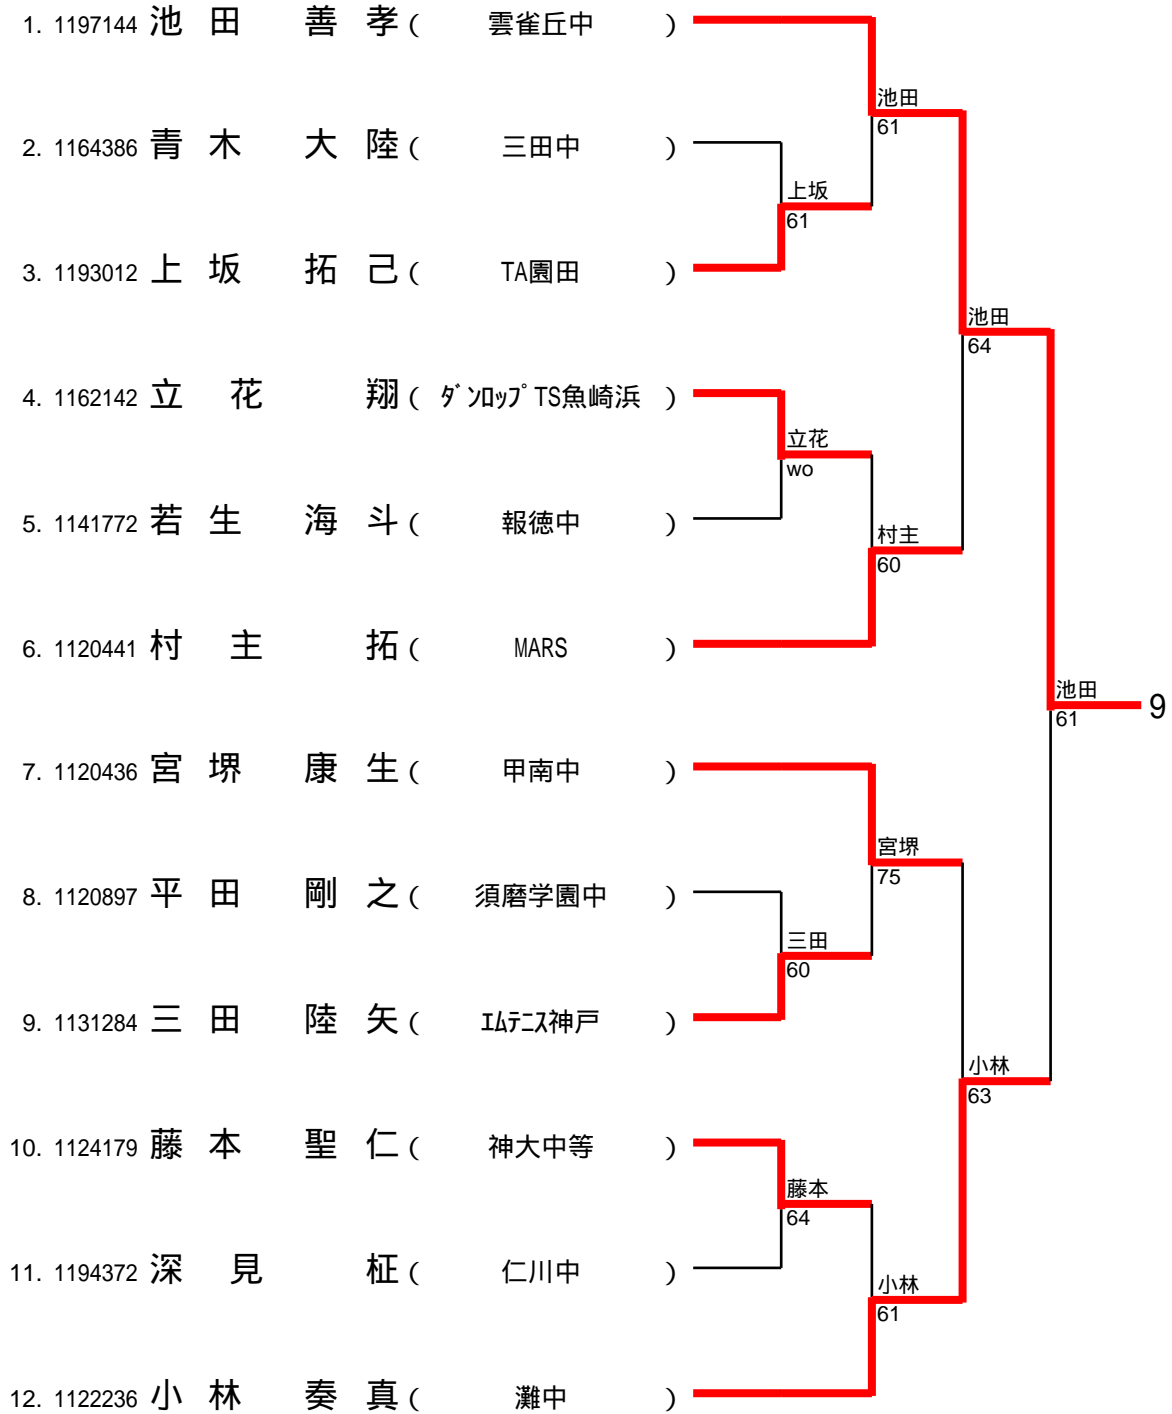 1. 1197144 池田 善孝 ( 雲雀丘中 )
池田
61
2. 1164386 青木 大陸 ( 三田中 )
上坂
61
3. 1193012 上坂 拓己 ( TA園田 )
池田
64
4. 1162142 立花 翔 ( ﾀﾞﾝﾛｯﾌﾟTS魚崎浜 )
立花
wo
5. 1141772 若生 海斗 ( 報徳中 )
村主
60
6. 1120441 村主 拓 ( MARS )
池田
61
9
7. 1120436 宮堺 康生 ( 甲南中 )
宮堺
75
8. 1120897 平田 剛之 ( 須磨学園中 )
三田
60
9. 1131284 三田 陸矢 ( ｴﾑﾃﾆｽ神戸 )
小林
63
10. 1124179 藤本 聖仁 ( 神大中等 )
藤本
64
11. 1194372 深見 柾 ( 仁川中 )
小林
61
12. 1122236 小林 奏真 ( 灘中 )